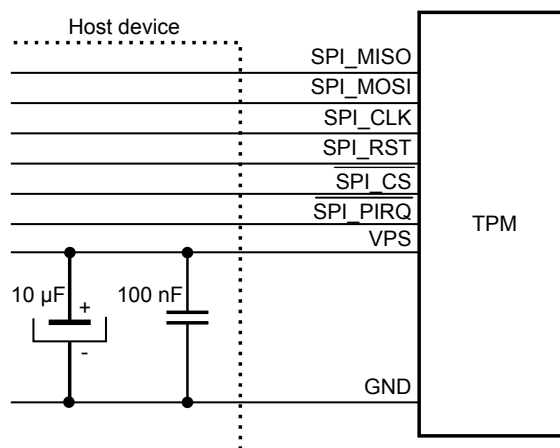 Host device
SPI_MISO
SPI_MOSI
SPI_CLK
SPI_RST
SPI_CS
SPI_PIRQ
TPM
VPS
10 µF
+
100 nF
-
GND